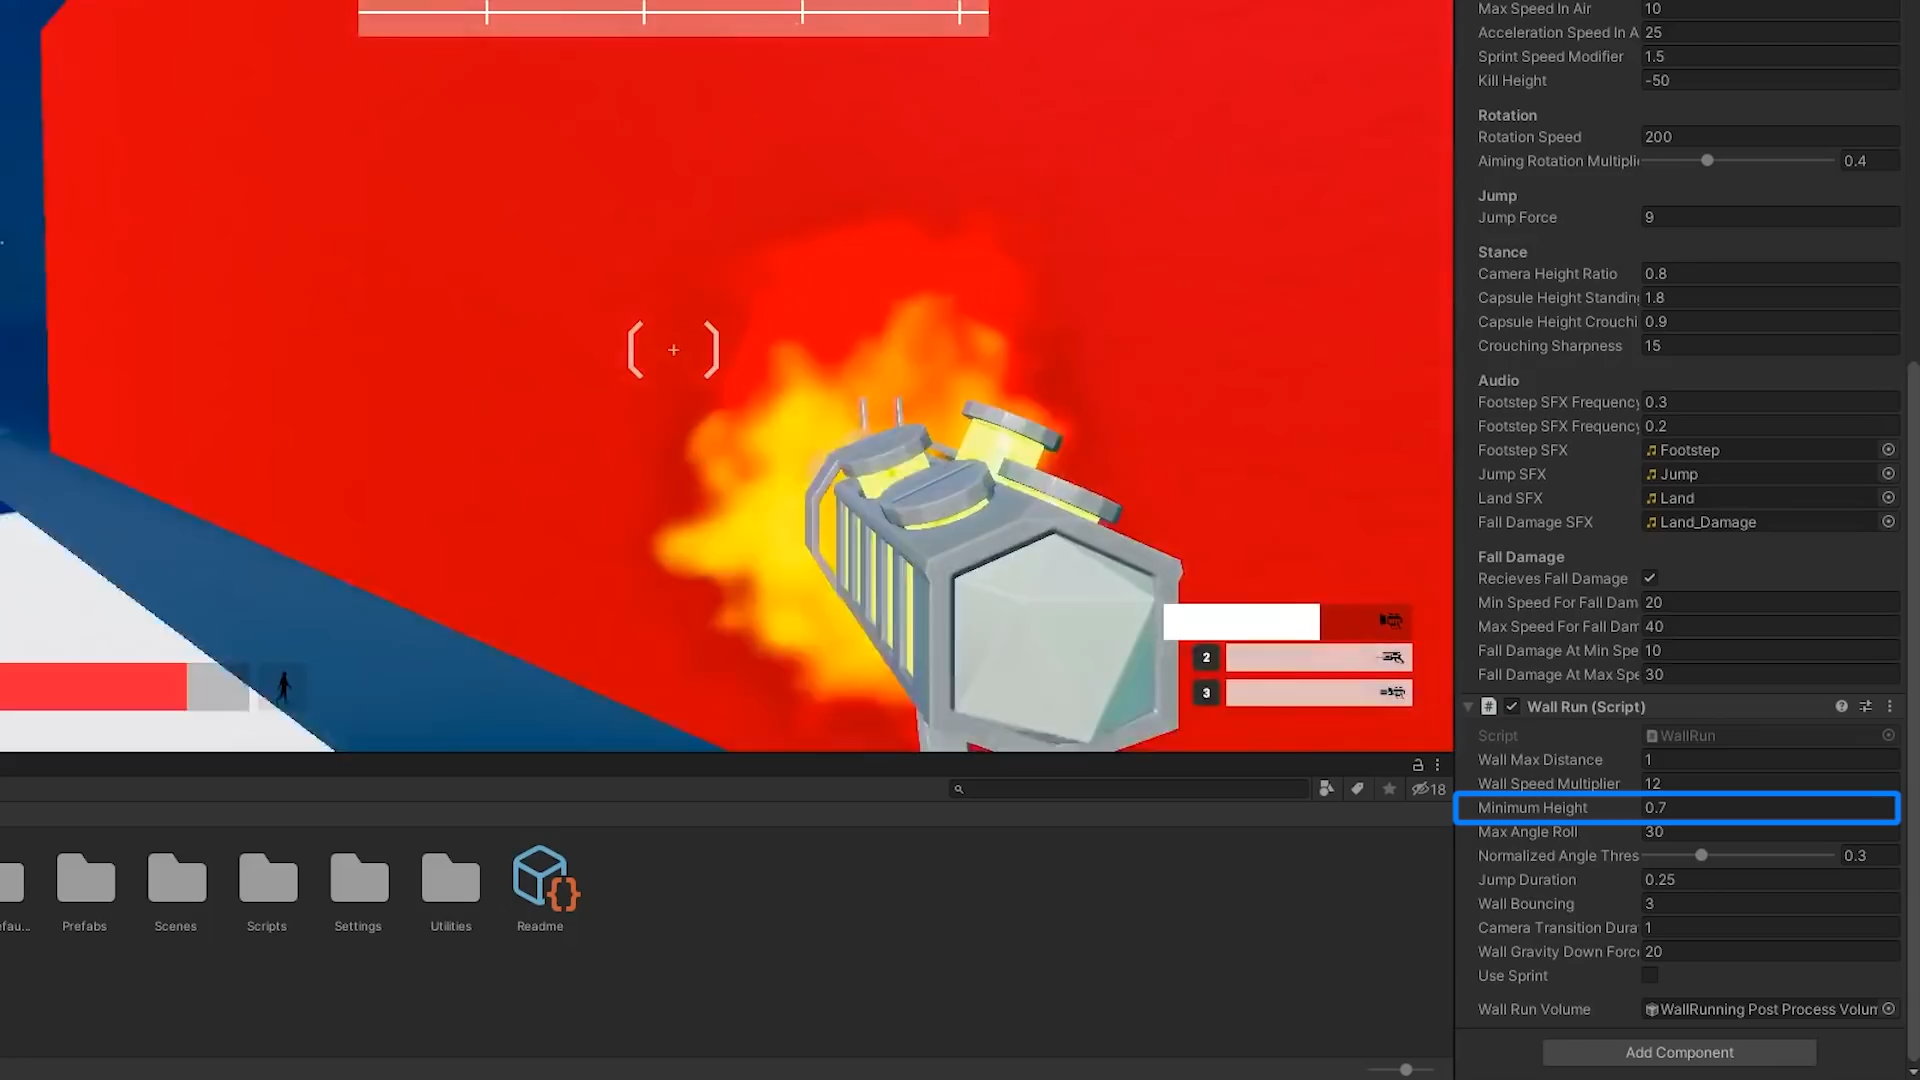 Max Speed In Air 10
Acceleration Speed In A 25
Sprint Speed Modifier 1.5
Kill Height -50
Rotation
Rotation Speed 200
Aiming Rotation Multipli 0.4
Jump
Jump Force 9
Stance
Camera Height Ratio 0.8
Capsule Height Standin 1.8
Capsule Height Crouchi 0.9
Crouching Sharpness 15
Audio
Footstep SFX Frequency 0.3
Footstep SFX Frequency 0.2
Footstep SFX Footstep
Jump SFX Jump
Land SFX Land
Fall Damage SFX Land_Damage
Fall Damage
Recieves Fall Damage
Min Speed For Fall Dam 20
Max Speed For Fall Dam 40
Fall Damage At Min Spe 10
Fall Damage At Max Spe 30
# Wall Run (Script)
Script WallRun
Wall Max Distance 1
Wall Speed Multiplier 12
Minimum Height 0.7
Max Angle Roll 30
Normalized Angle Thres 0.3
Jump Duration 0.25
Wall Bouncing 3
Camera Transition Dura 1
Wall Gravity Down Forc 20
Use Sprint
Wall Run Volume WallRunning Post Process Volum
Add Component
2
3
18
efau...
Prefabs
Scenes
Scripts
Settings
Utilities
Readme